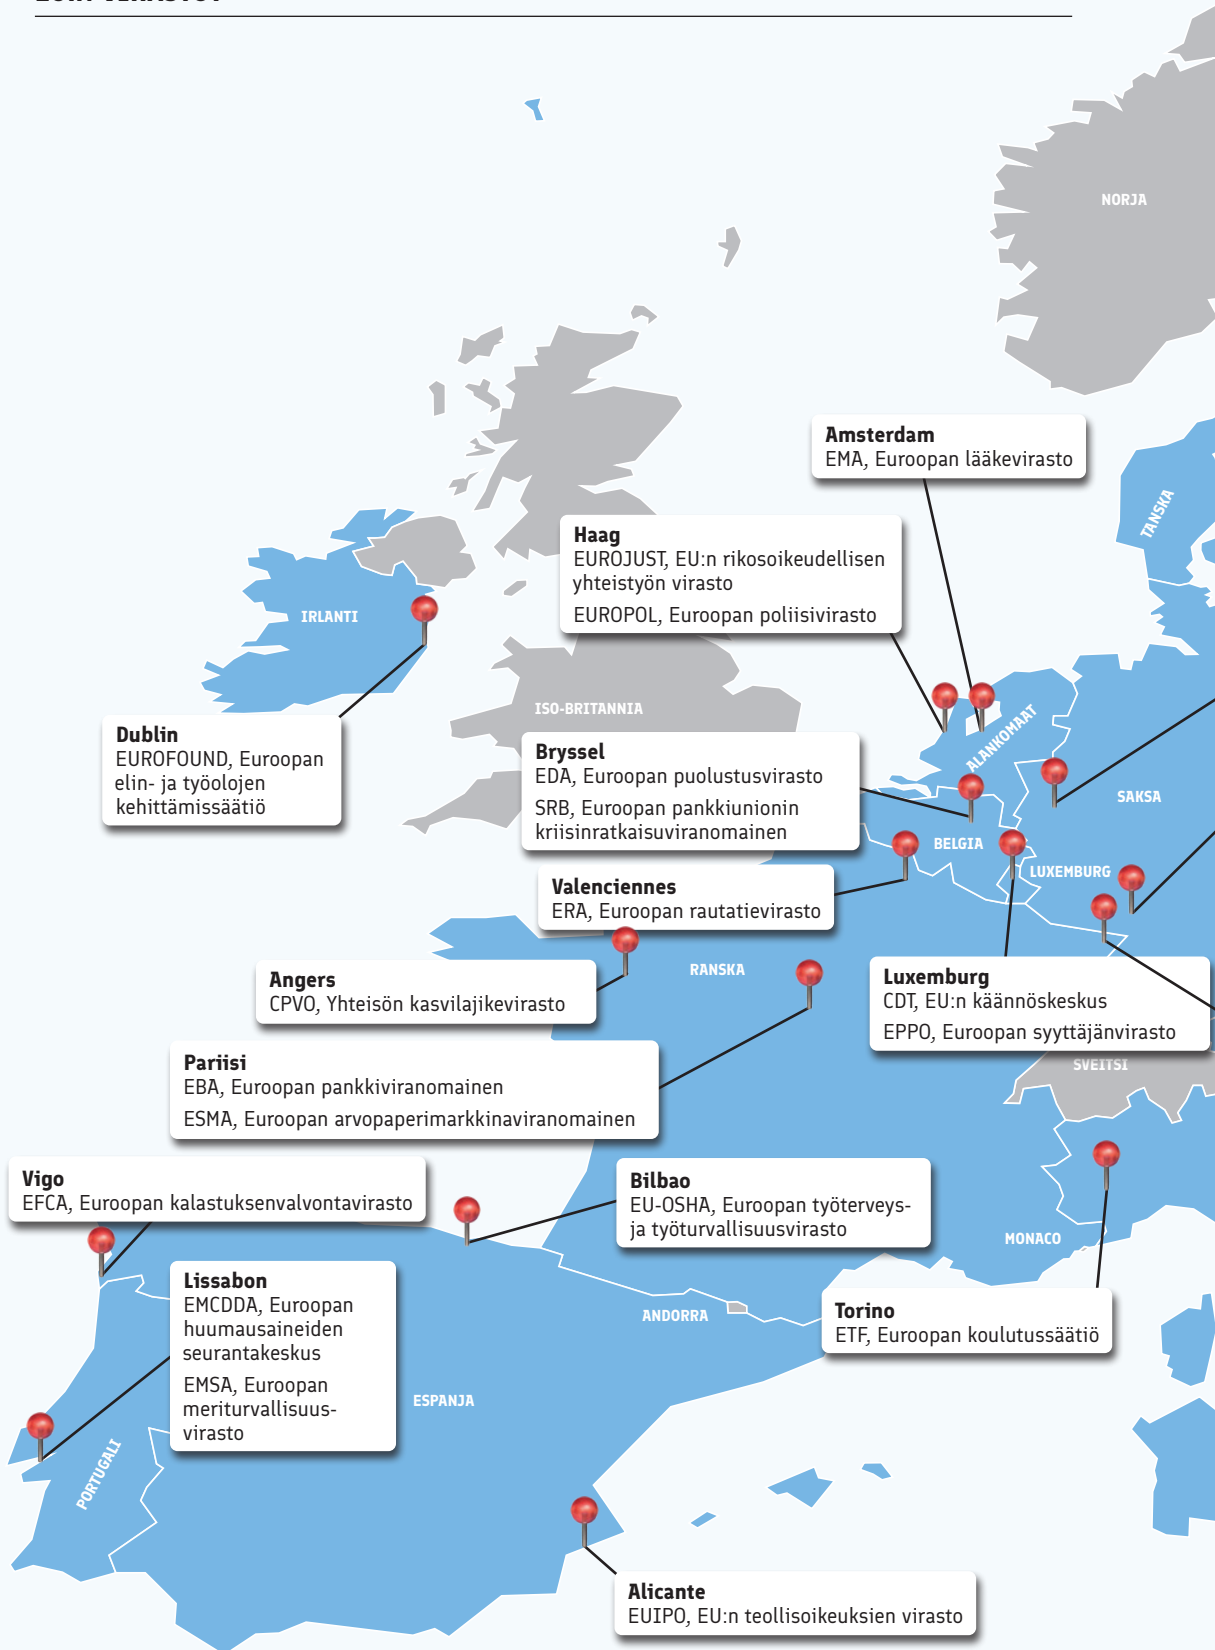 NORJA
Amsterdam
EMA, Euroopan lääkevirasto
TANSKA
Haag
EUROJUST, EU:n rikosoikeudellisen
yhteistyön virasto
EUROPOL, Euroopan poliisivirasto
IRLANTI
ISO-BRITANNIA
ALANKOMAAT
Dublin
EUROFOUND, Euroopan
elin- ja työolojen
kehittämissäätiö
Bryssel
EDA, Euroopan puolustusvirasto
SRB, Euroopan pankkiunionin
kriisinratkaisuviranomainen
SAKSA
BELGIA
LUXEMBURG
Valenciennes
ERA, Euroopan rautatievirasto
RANSKA
Angers
CPVO, Yhteisön kasvilajikevirasto
Luxemburg
CDT, EU:n käännöskeskus
EPPO, Euroopan syyttäjänvirasto
SVEITSI
Pariisi
EBA, Euroopan pankkiviranomainen
ESMA, Euroopan arvopaperimarkkinaviranomainen
Vigo
EFCA, Euroopan kalastuksenvalvontavirasto
Bilbao
EU-OSHA, Euroopan työterveys-
ja työturvallisuusvirasto
MONACO
Lissabon
EMCDDA, Euroopan
huumausaineiden
seurantakeskus
EMSA, Euroopan
meriturvallisuus-
virasto
ANDORRA
Torino
ETF, Euroopan koulutussäätiö
ESPANJA
PORTUGALI
Alicante
EUIPO, EU:n teollisoikeuksien virasto